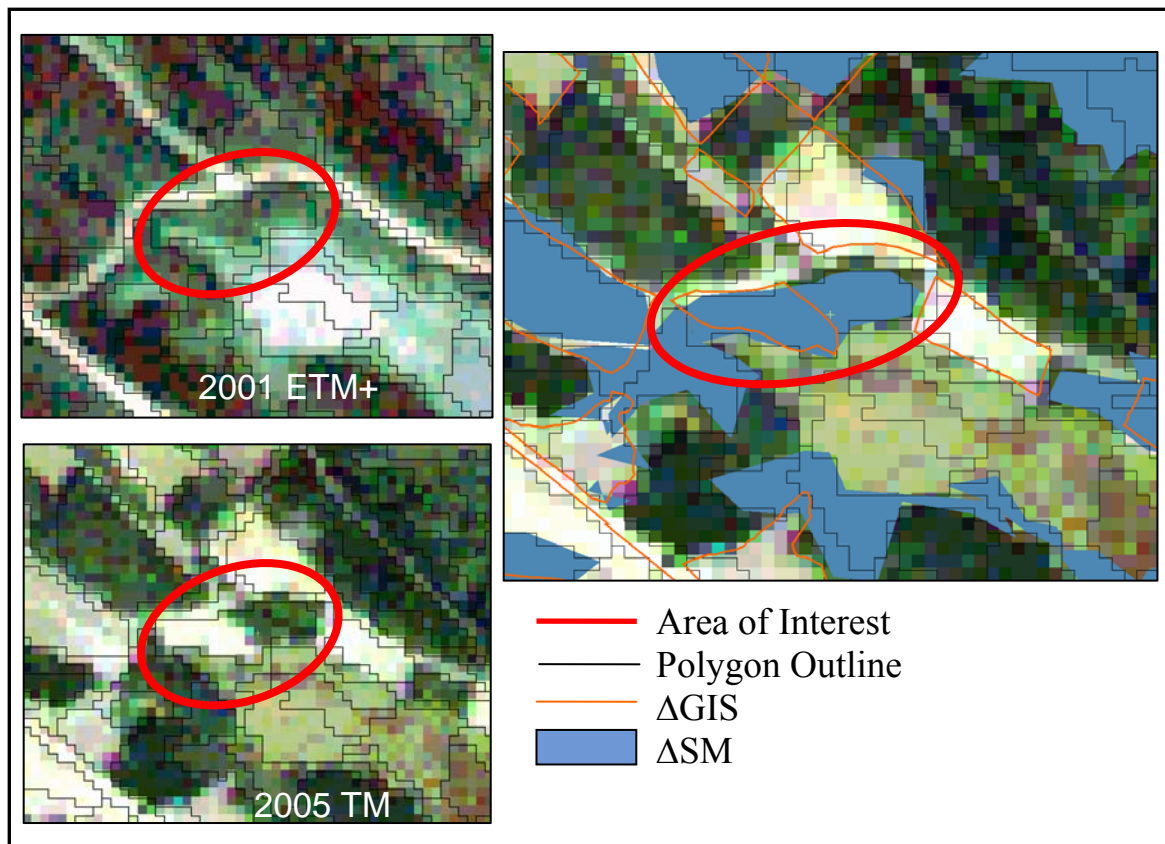 2001 ETM+
2005 TM
Area of Interest
Polygon Outline
ΔGIS
ΔSM